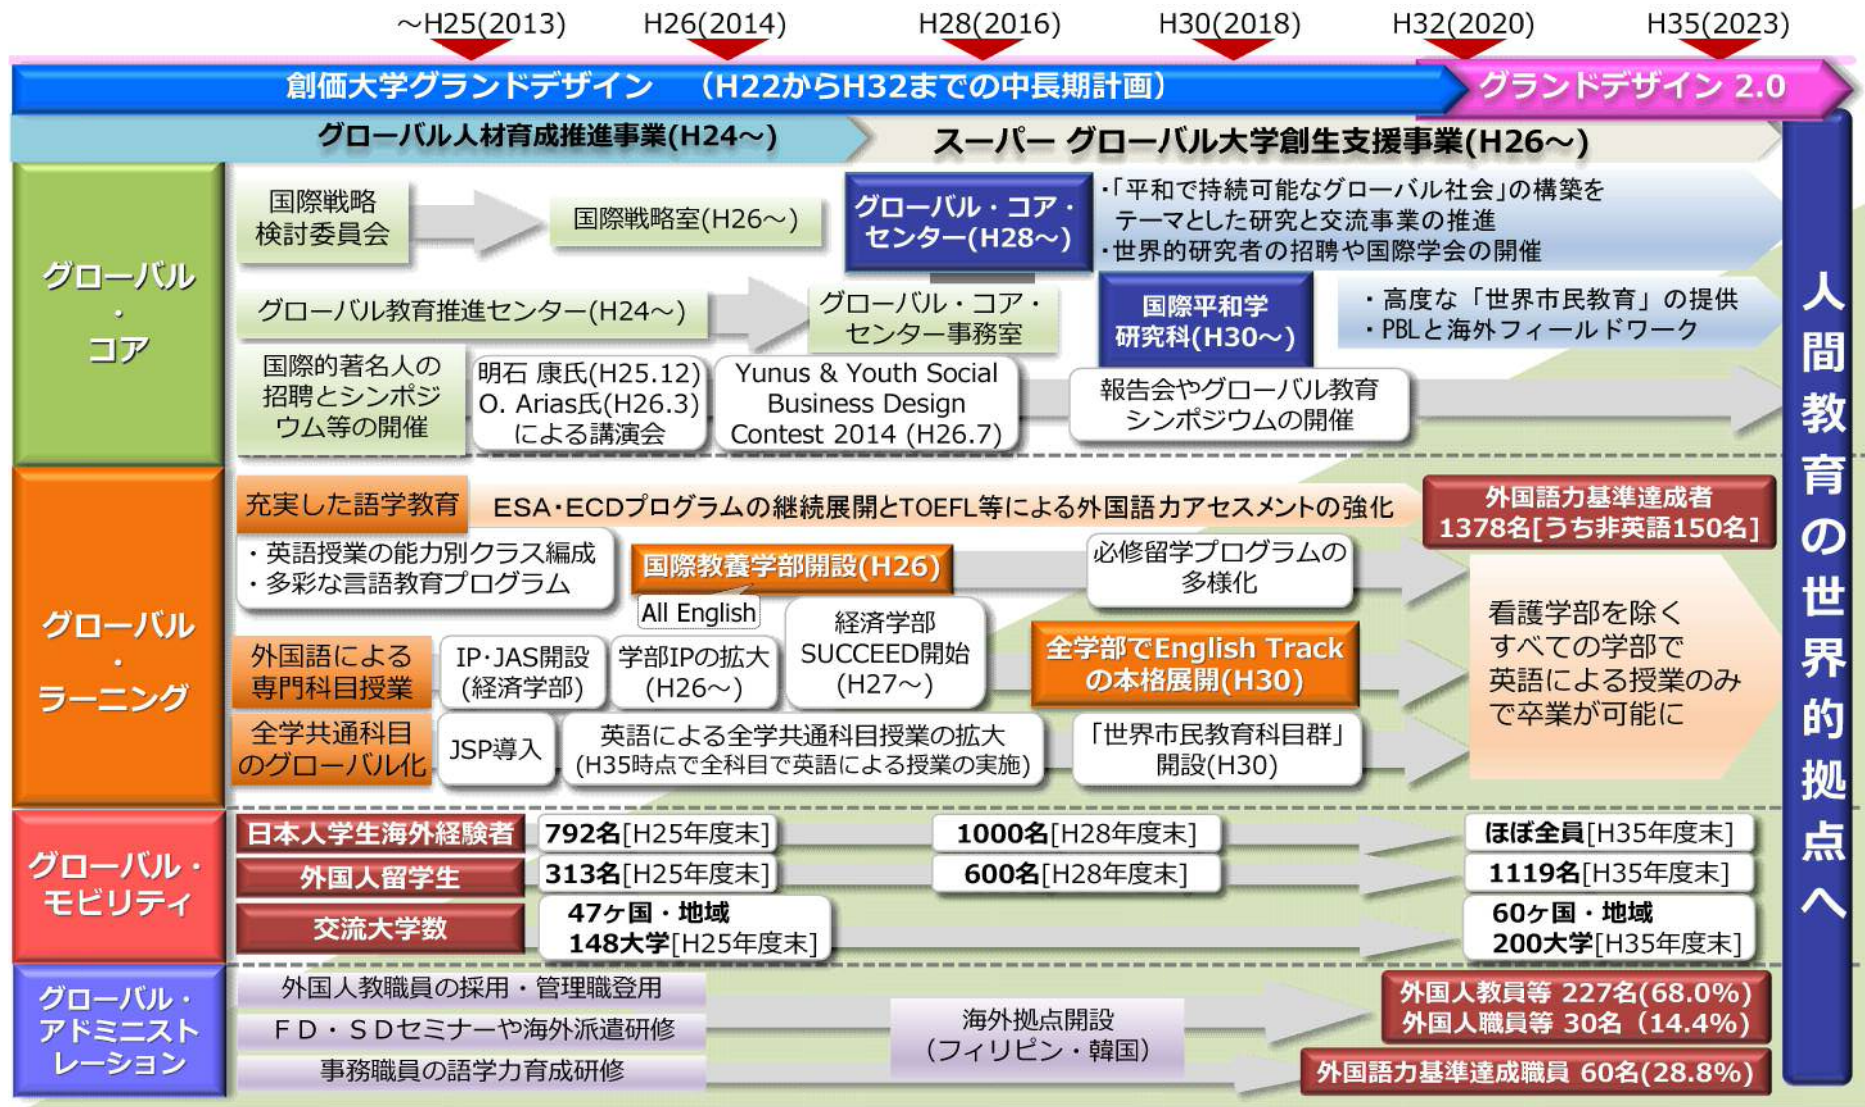 ～H25(2013)
H26(2014)
H28(2016)
H30(2018)
H32(2020)
H35(2023)
創価大学グランドデザイン （H22からH32までの中長期計画）
グランドデザイン 2.0
グローバル人材育成推進事業(H24～)
スーパー グローバル大学創生支援事業(H26～)
グローバル
・
コア
国際戦略
検討委員会
国際戦略室(H26～)
グローバル・コア・
センター(H28～)
・「平和で持続可能なグローバル社会」の構築を
テーマとした研究と交流事業の推進
・世界的研究者の招聘や国際学会の開催
グローバル教育推進センター(H24～)
グローバル・コア・
センター事務室
国際平和学
研究科(H30～)
・高度な「世界市民教育」の提供
・PBLと海外フィールドワーク
国際的著名人の
招聘とシンポジ
ウム等の開催
明石 康氏(H25.12)
O. Arias氏(H26.3)
による講演会
Yunus & Youth Social
Business Design
Contest 2014 (H26.7)
報告会やグローバル教育
シンポジウムの開催
グローバル
・
ラーニング
充実した語学教育
ESA・ECDプログラムの継続展開とTOEFL等による外国語力アセスメントの強化
外国語力基準達成者
1378名[うち非英語150名]
・英語授業の能力別クラス編成
・多彩な言語教育プログラム
国際教養学部開設(H26)
All English
必修留学プログラムの
多様化
外国語による
専門科目授業
IP・JAS開設
(経済学部)
学部IPの拡大
(H26～)
経済学部
SUCCEED開始
(H27～)
全学部でEnglish Track
の本格展開(H30)
看護学部を除く
すべての学部で
英語による授業のみ
で卒業が可能に
全学共通科目
のグローバル化
JSP導入
英語による全学共通科目授業の拡大
(H35時点で全科目で英語による授業の実施)
「世界市民教育科目群」
開設(H30)
グローバル・
モビリティ
日本人学生海外経験者
792名[H25年度末]
1000名[H28年度末]
ほぼ全員[H35年度末]
外国人留学生
313名[H25年度末]
600名[H28年度末]
1119名[H35年度末]
交流大学数
47ヶ国・地域
148大学[H25年度末]
60ヶ国・地域
200大学[H35年度末]
グローバル・
アドミニスト
レーション
外国人教職員の採用・管理職登用
ＦＤ・ＳＤセミナーや海外派遣研修
事務職員の語学力育成研修
海外拠点開設
（フィリピン・韓国）
外国人教員等 227名(68.0%)
外国人職員等 30名（14.4%）
外国語力基準達成職員 60名(28.8%)
人間教育の世界的拠点へ